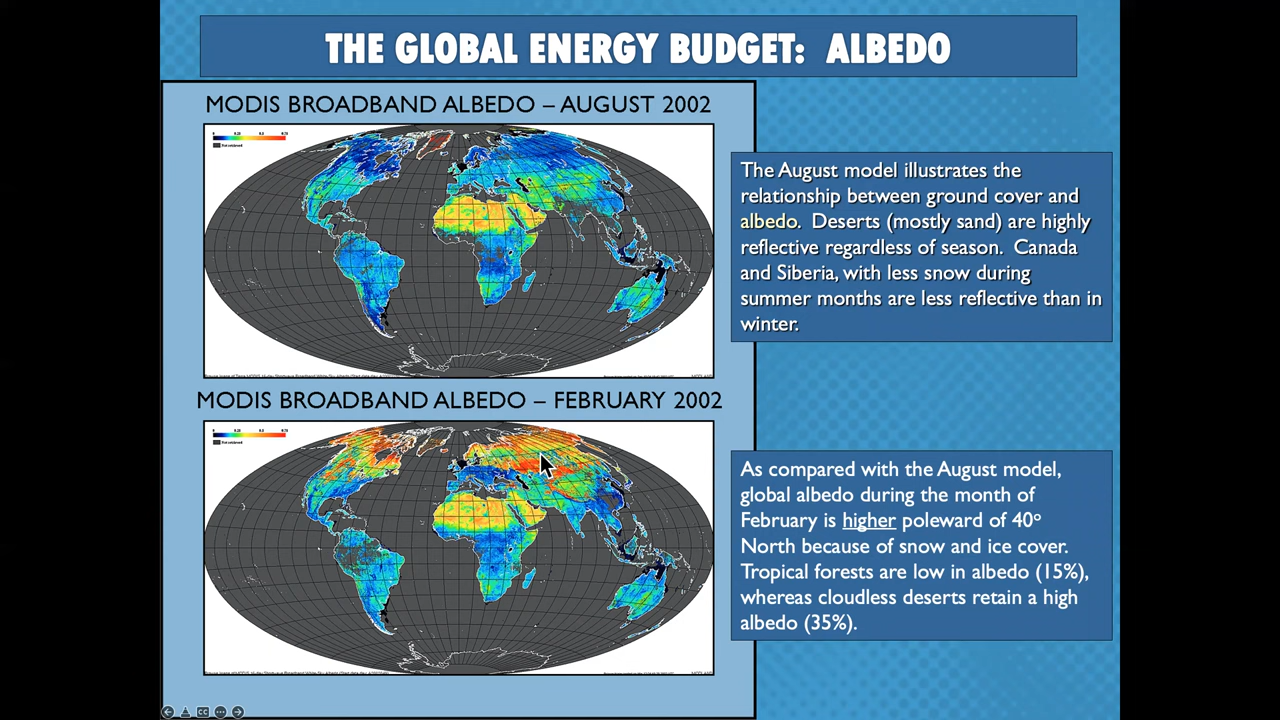 THE GLOBAL ENERGY BUDGET: ALBEDO
MODIS BROADBAND ALBEDO – AUGUST 2002
The August model illustrates the
relationship between ground cover and
albedo. Deserts (mostly sand) are highly
reflective regardless of season. Canada
and Siberia, with less snow during
summer months are less reflective than in
winter.
MODIS BROADBAND ALBEDO – FEBRUARY 2002
As compared with the August model,
global albedo during the month of
February is higher poleward of 40°
North because of snow and ice cover.
Tropical forests are low in albedo (15%),
whereas cloudless deserts retain a high
albedo (35%).
CC